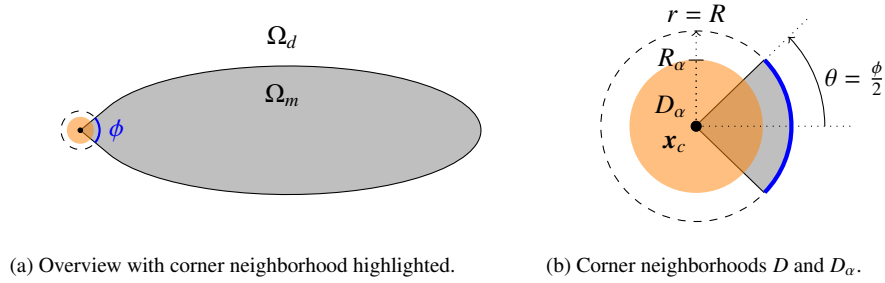 Ω_d
Ω_m
ϕ
r = R
R_α
D_α
x_c
θ = ϕ/2
(a) Overview with corner neighborhood highlighted.
(b) Corner neighborhoods D and D_α.